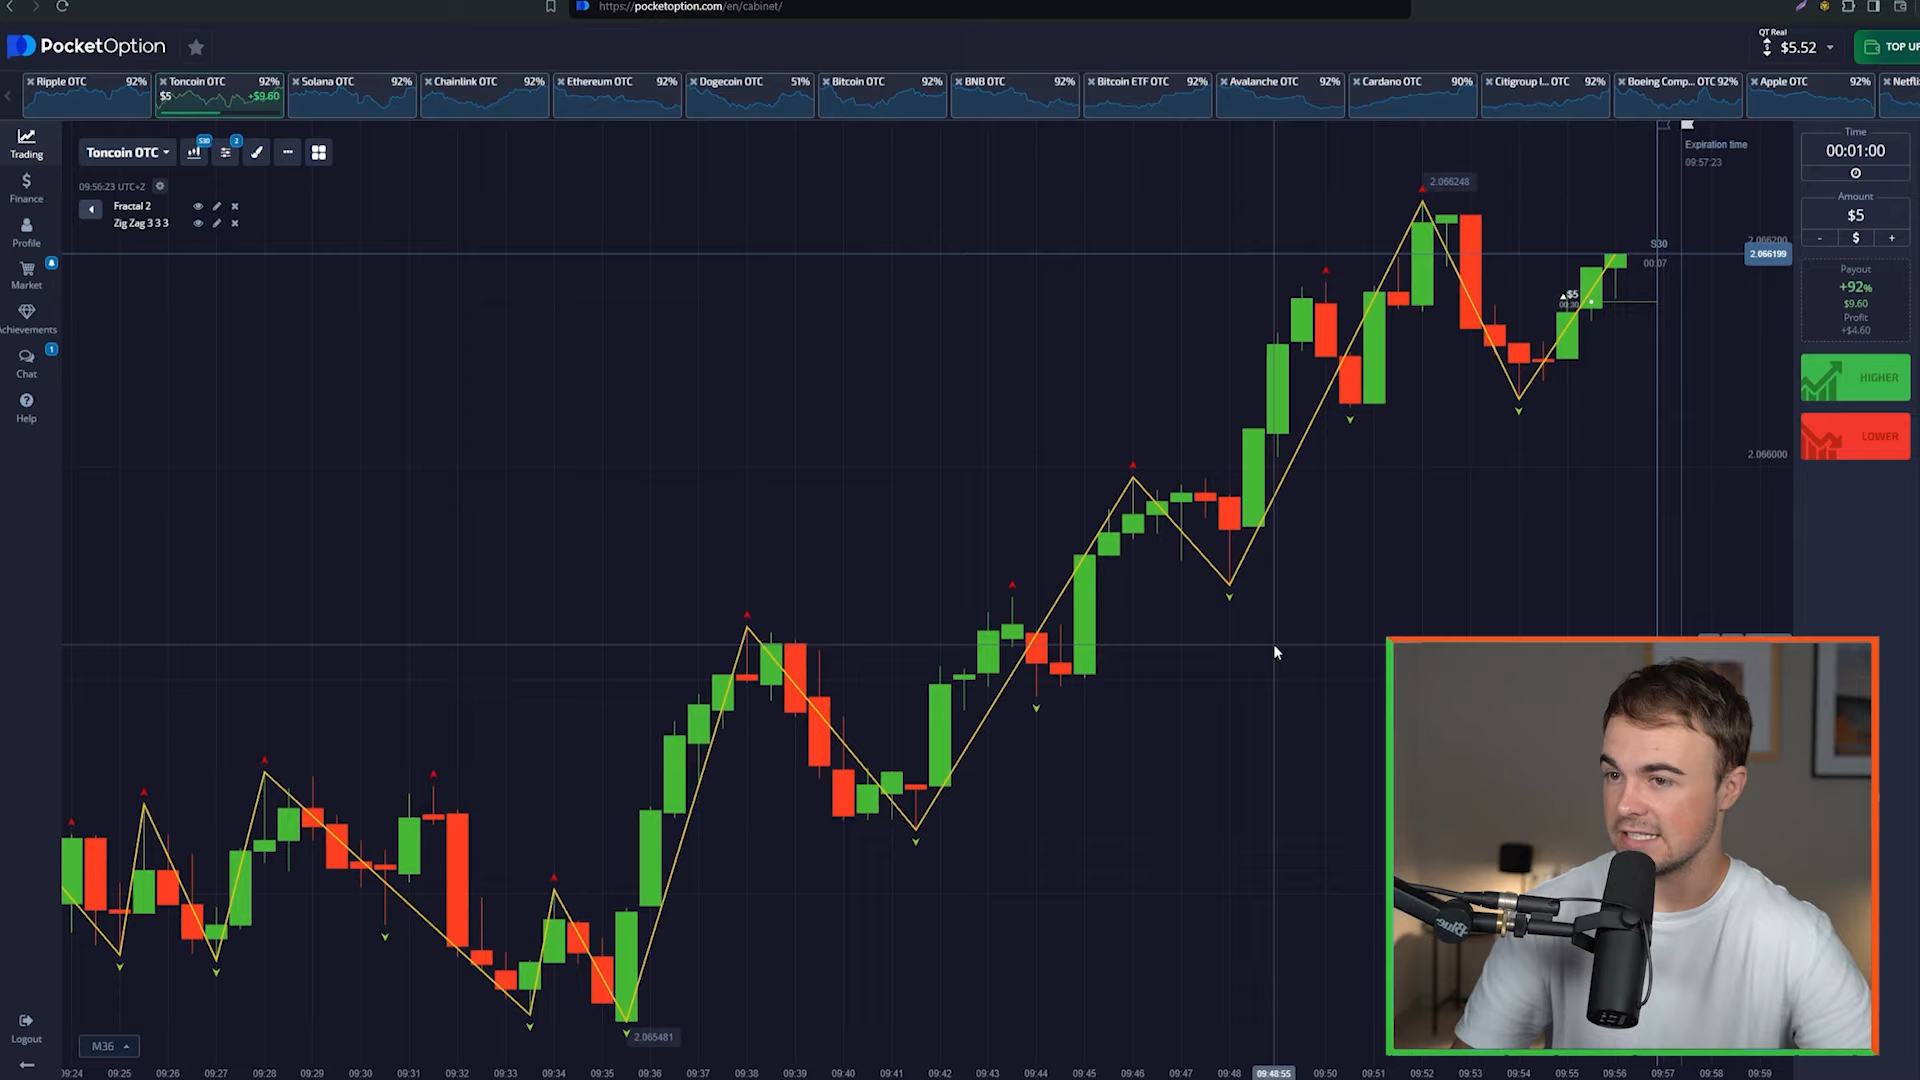 https://pocketoption.com/en/cabinet/
PocketOption
QT Real
$5.52
TOP UP
Ripple OTC 92%
Toncoin OTC 92%
$5 +$9.60
Solana OTC 92%
Chainlink OTC 92%
Ethereum OTC 92%
Dogecoin OTC 51%
Bitcoin OTC 92%
BNB OTC 92%
Bitcoin ETF OTC 92%
Avalanche OTC 92%
Cardano OTC 90%
Citigroup I... OTC 92%
Boeing Comp... OTC 92%
Apple OTC 92%
Netfli
Trading
Finance
Profile
Market
Achievements
Chat
1
Help
Logout
Toncoin OTC
S30
2
09:56:23 UTC+2
Fractal 2
Zig Zag 3 3 3
2.066248
Expiration time
09:57:23
S30
00:07
2.066200
2.066199
2.066000
$5
00:30
2.065481
Time
00:01:00
Amount
$5
- $ +
Payout
+92%
$9.60
Profit
+$4.60
HIGHER
LOWER
Blue
M36
09:24 09:25 09:26 09:27 09:28 09:30 09:31 09:32 09:33 09:34 09:35 09:36 09:37 09:38 09:39 09:40 09:41 09:42 09:43 09:44 09:45 09:46 09:47 09:48 09:48:55 09:50 09:51 09:52 09:53 09:54 09:55 09:56 09:57 09:58 09:59